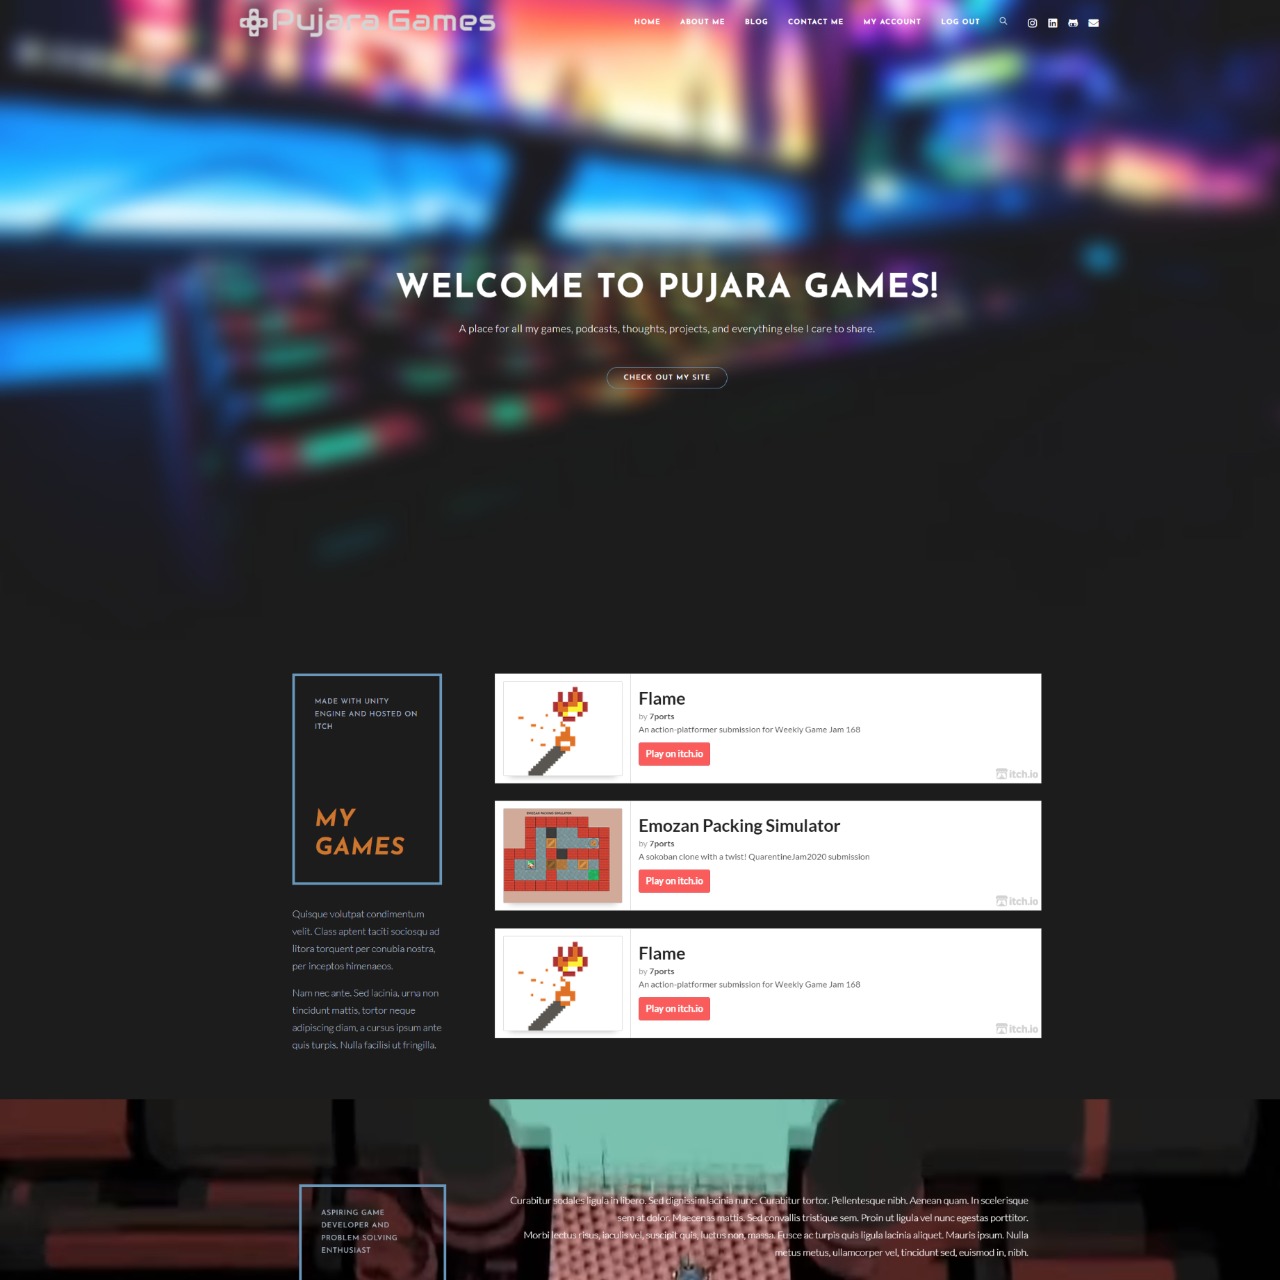 Pujara Games
HOME ABOUT ME BLOG CONTACT ME MY ACCOUNT LOG OUT
WELCOME TO PUJARA GAMES!
A place for all my games, podcasts, thoughts, projects, and everything else I care to share.
CHECK OUT MY SITE
MADE WITH UNITY
ENGINE AND HOSTED ON
ITCH
MY
GAMES
Quisque volutpat condimentum
velit. Class aptent taciti sociosqu ad
litora torquent per conubia nostra,
per inceptos himenaeos.
Nam nec ante. Sed lacinia, urna non
tincidunt mattis, tortor neque
adipiscing diam, a cursus ipsum ante
quis turpis. Nulla facilisi ut fringilla.
Flame
by 7ports
An action-platformer submission for Weekly Game Jam 168
Play on itch.io
itch.io
Emozan Packing Simulator
by 7ports
A sokoban clone with a twist! QuarentineJam2020 submission
Play on itch.io
itch.io
Flame
by 7ports
An action-platformer submission for Weekly Game Jam 168
Play on itch.io
itch.io
ASPIRING GAME
DEVELOPER AND
PROBLEM SOLVING
ENTHUSIAST
Curabitur sodales ligula in libero. Sed dignissim lacinia nunc. Curabitur tortor. Pellentesque nibh. Aenean quam. In scelerisque
sem at dolor. Maecenas mattis. Sed convallis tristique sem. Proin ut ligula vel nunc egestas porttitor.
Morbi lectus risus, iaculis vel, suscipit quis, luctus non, massa. Fusce ac turpis quis ligula lacinia aliquet. Mauris ipsum. Nulla
metus metus, ullamcorper vel, tincidunt sed, euismod in, nibh.